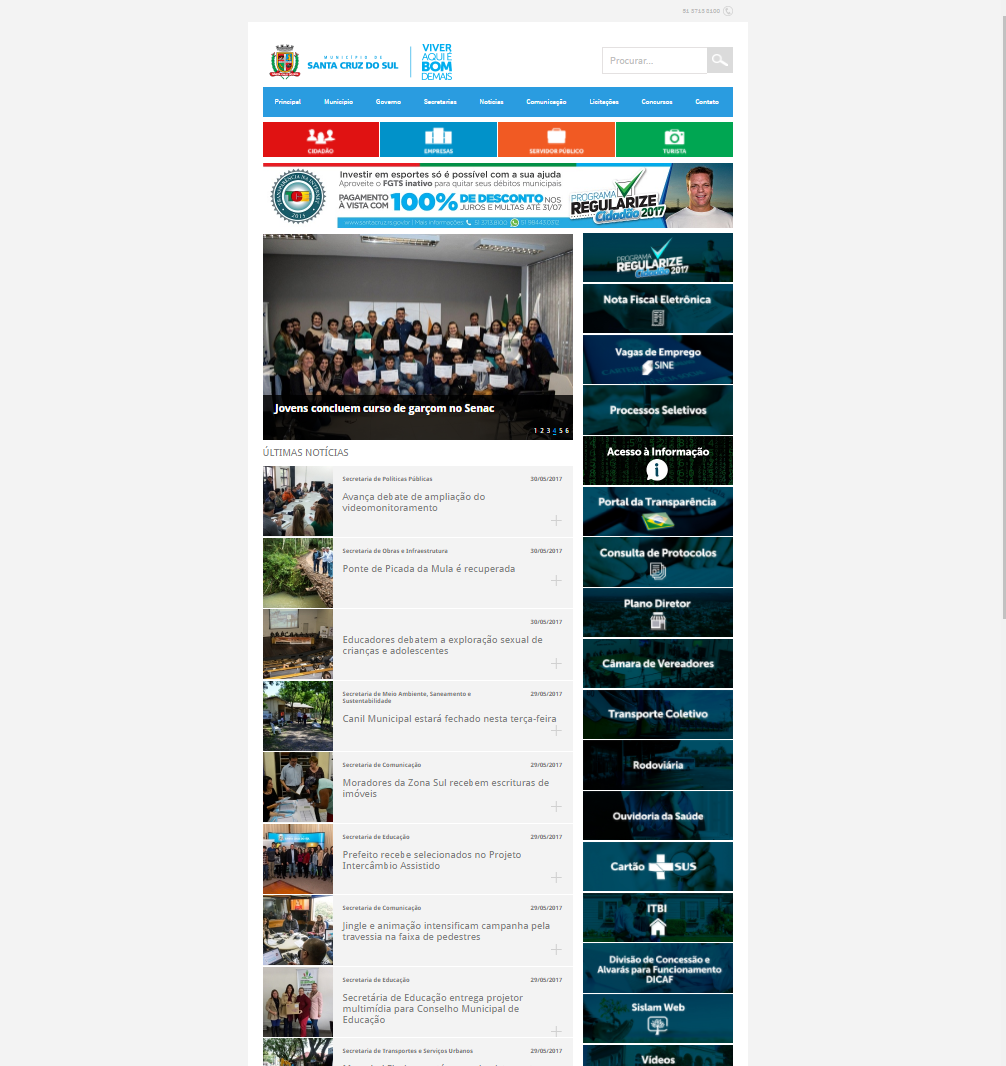 51 3713 8100
MUNICÍPIO DE
SANTA CRUZ DO SUL
VIVER
AQUI É
BOM
DEMAIS
Procurar...
Principal Município Governo Secretarias Notícias Comunicação Licitações Concursos Contato
CIDADÃO EMPRESAS SERVIDOR PÚBLICO TURISTA
Investir em esportes só é possível com a sua ajuda
Aproveite o FGTS inativo para quitar seus débitos municipais
PAGAMENTO
À VISTA COM
100% DE DESCONTO NOS
JUROS E MULTAS ATÉ 31/07
2015
PROGRAMA
REGULARIZE
Cidadão 2017
PROGRAMA
REGULARIZE
Cidadão 2017
Nota Fiscal Eletrônica
Vagas de Emprego
SINE
Processos Seletivos
Acesso à Informação
Portal da Transparência
Consulta de Protocolos
Plano Diretor
Câmara de Vereadores
Transporte Coletivo
Rodoviária
Ouvidoria da Saúde
Cartão SUS
ITBI
Divisão de Concessão e
Alvarás para Funcionamento
DICAF
Sislam Web
Vídeos
Jovens concluem curso de garçom no Senac
1 2 3 4 5 6
ÚLTIMAS NOTÍCIAS
Secretaria de Políticas Públicas 30/05/2017
Avança debate de ampliação do
videomonitoramento
Secretaria de Obras e Infraestrutura 30/05/2017
Ponte de Picada da Mula é recuperada
30/05/2017
Educadores debatem a exploração sexual de
crianças e adolescentes
Secretaria de Meio Ambiente, Saneamento e 29/05/2017
Sustentabilidade
Canil Municipal estará fechado nesta terça-feira
Secretaria de Comunicação 29/05/2017
Moradores da Zona Sul recebem escrituras de
imóveis
Secretaria de Educação 29/05/2017
Prefeito recebe selecionados no Projeto
Intercâmbio Assistido
Secretaria de Comunicação 29/05/2017
Jingle e animação intensificam campanha pela
travessia na faixa de pedestres
Secretaria de Educação 29/05/2017
Secretária de Educação entrega projetor
multimídia para Conselho Municipal de
Educação
Secretaria de Transportes e Serviços Urbanos 29/05/2017